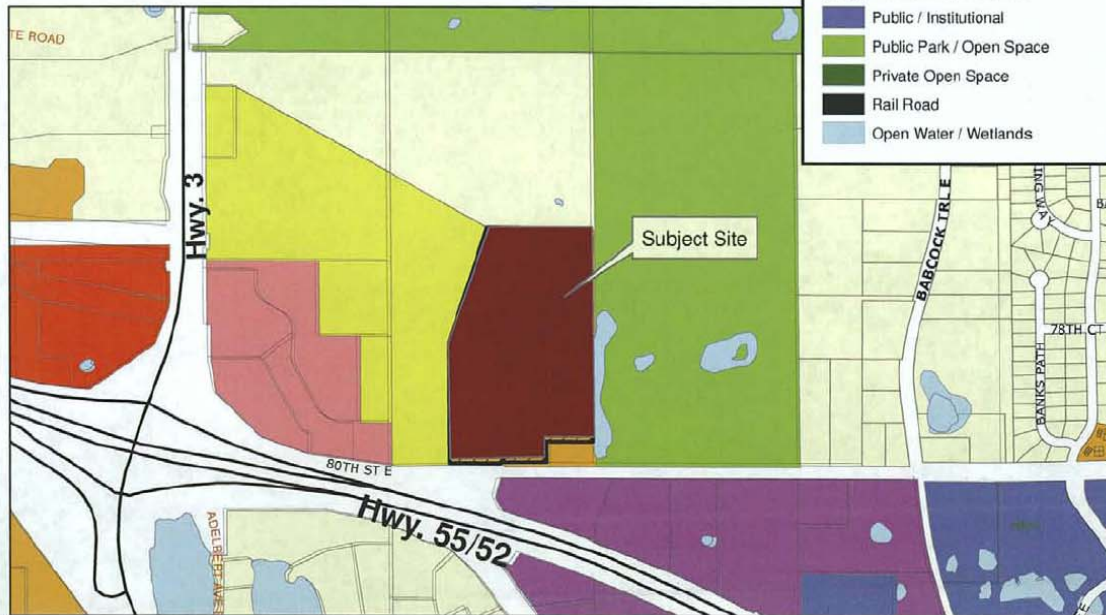 Public / Institutional
Public Park / Open Space
Private Open Space
Rail Road
Open Water / Wetlands
TE ROAD
Hwy. 3
Subject Site
BABCOCK TRL E
78TH CT
BANKS PATH
80TH ST E
Hwy. 55/52